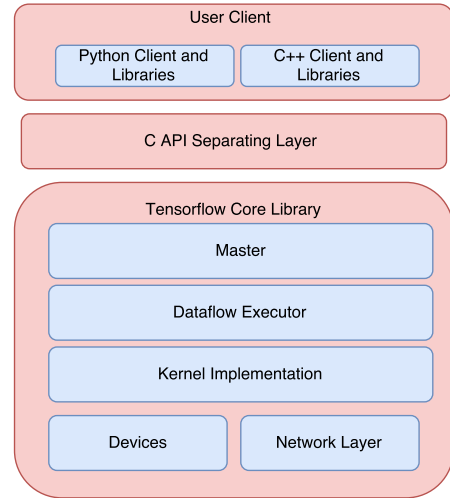 User Client
Python Client and
Libraries
C++ Client and
Libraries
C API Separating Layer
Tensorflow Core Library
Master
Dataflow Executor
Kernel Implementation
Devices
Network Layer